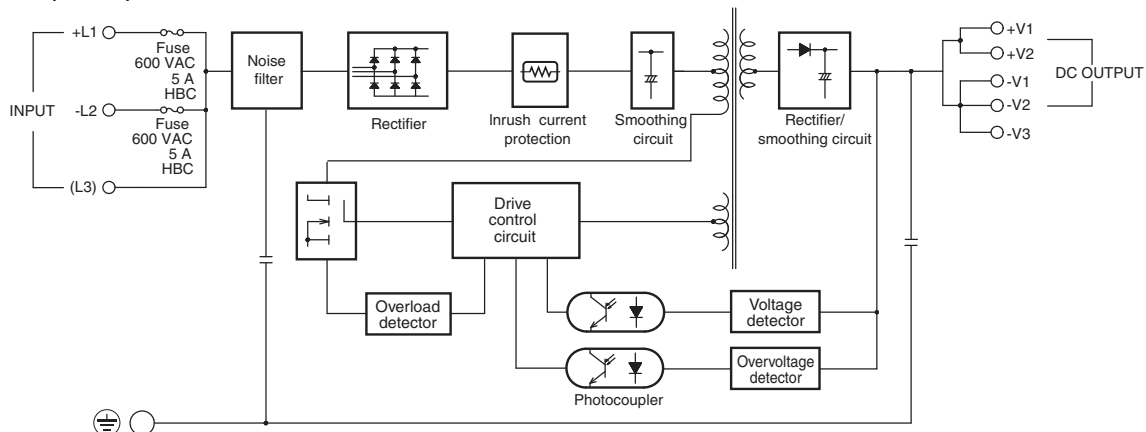 +L1
Fuse
600 VAC
5 A
HBC
INPUT
-L2
Fuse
600 VAC
5 A
HBC
(L3)
Noise
filter
Rectifier
Inrush current
protection
Smoothing
circuit
Rectifier/
smoothing circuit
+V1
+V2
-V1
-V2
-V3
DC OUTPUT
Drive
control
circuit
Overload
detector
Voltage
detector
Overvoltage
detector
Photocoupler